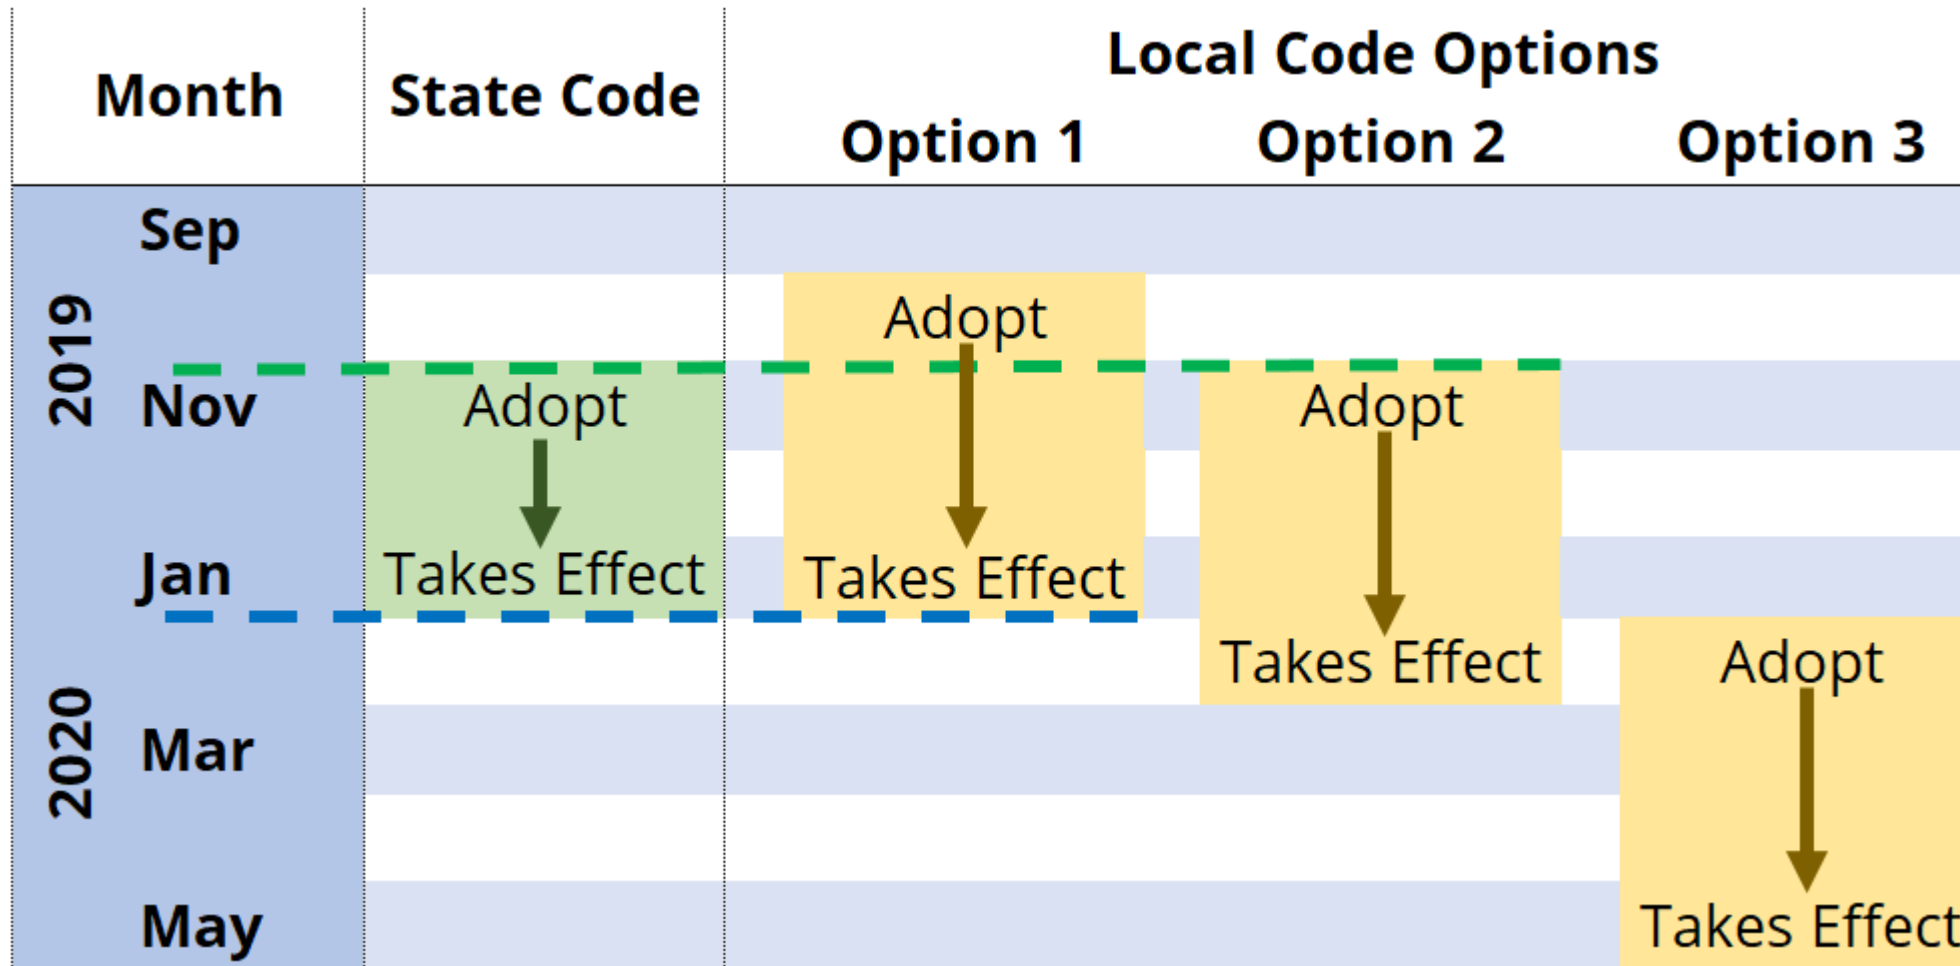 Local Code Options
Month State Code Option 1 Option 2 Option 3
2019
Sep
Adopt
Nov Adopt Adopt
Jan Takes Effect Takes Effect
2020
Takes Effect Adopt
Mar
May Takes Effect